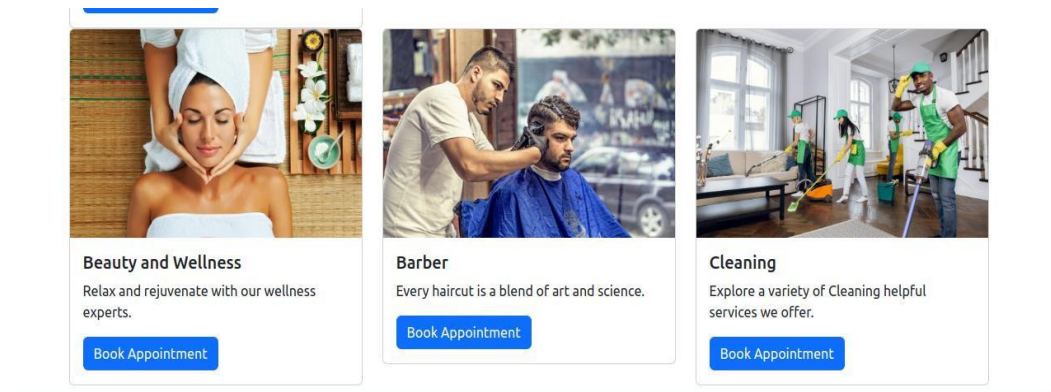 Beauty and Wellness
Relax and rejuvenate with our wellness
experts.
Book Appointment
Barber
Every haircut is a blend of art and science.
Book Appointment
Cleaning
Explore a variety of Cleaning helpful
services we offer.
Book Appointment